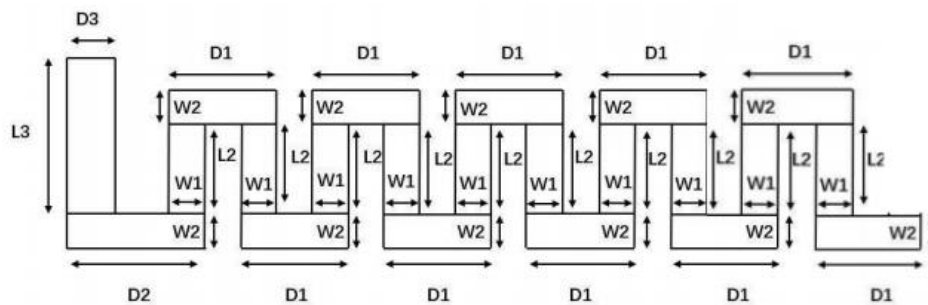 D3
D1 D1 D1 D1 D1
W2 W2 W2 W2 W2
L3
L2 L2 L2 L2 L2 L2 L2 L2 L2 L2
W1 W1 W1 W1 W1 W1 W1 W1 W1 W1
W2 W2 W2 W2 W2 W2
D2 D1 D1 D1 D1 D1